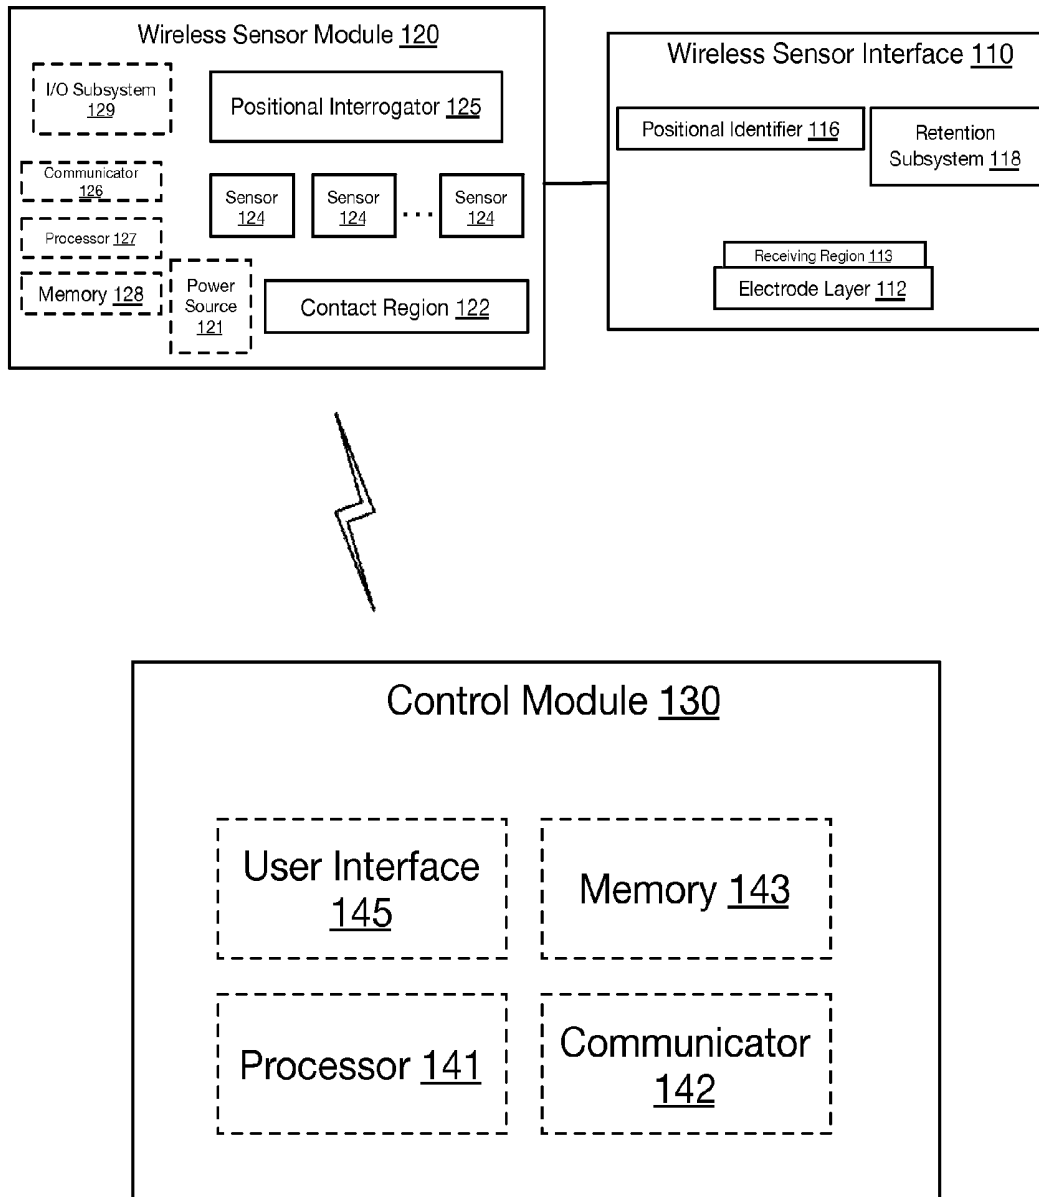 Wireless Sensor Module 120
I/O Subsystem
129
Positional Interrogator 125
Communicator
126
Sensor
124
Sensor
124
...
Sensor
124
Processor 127
Memory 128
Power
Source
121
Contact Region 122
Wireless Sensor Interface 110
Positional Identifier 116
Retention
Subsystem 118
Receiving Region 113
Electrode Layer 112
Control Module 130
User Interface
145
Memory 143
Processor 141
Communicator
142